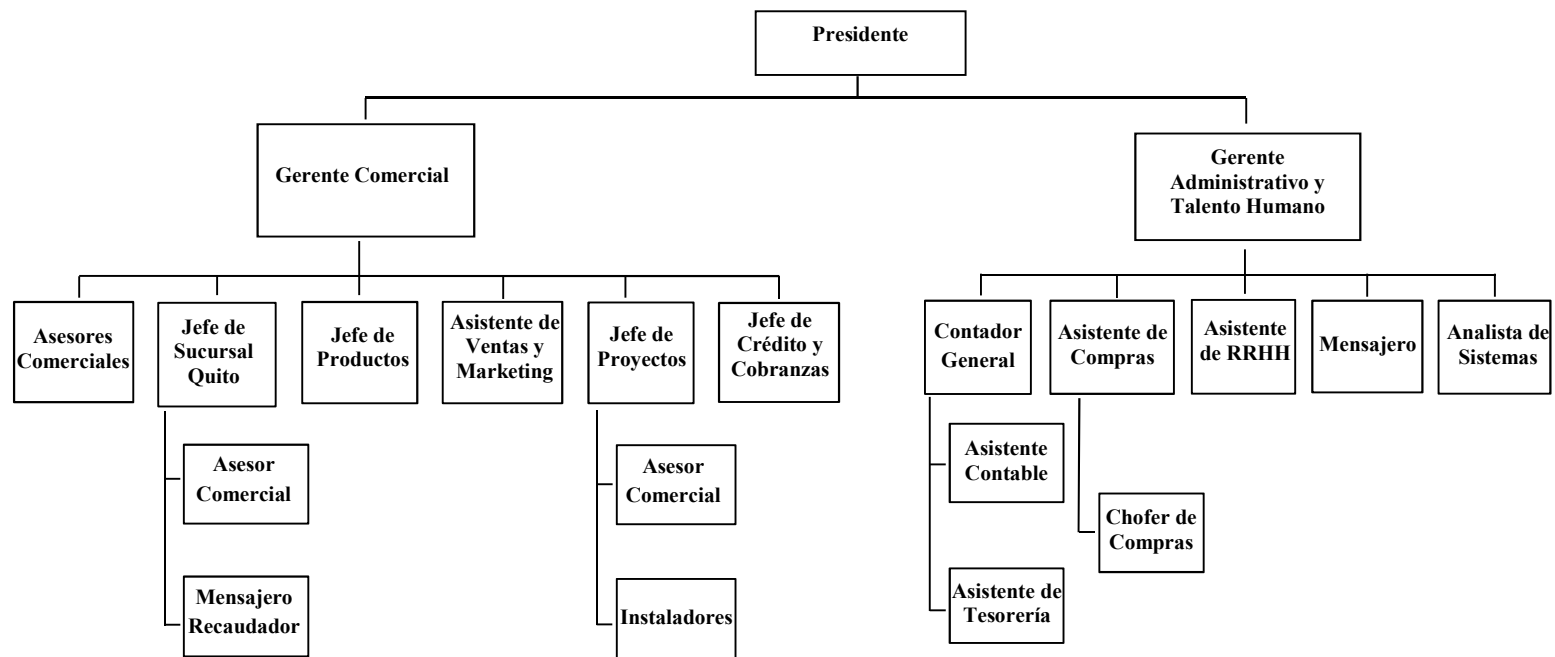 Presidente
Gerente Comercial
Gerente
Administrativo y
Talento Humano
Asesores
Comerciales
Jefe de
Sucursal
Quito
Jefe de
Productos
Asistente de
Ventas y
Marketing
Jefe de
Proyectos
Jefe de
Crédito y
Cobranzas
Contador
General
Asistente de
Compras
Asistente
de RRHH
Mensajero
Analista de
Sistemas
Asesor
Comercial
Mensajero
Recaudador
Asesor
Comercial
Instaladores
Asistente
Contable
Asistente de
Tesorería
Chofer de
Compras